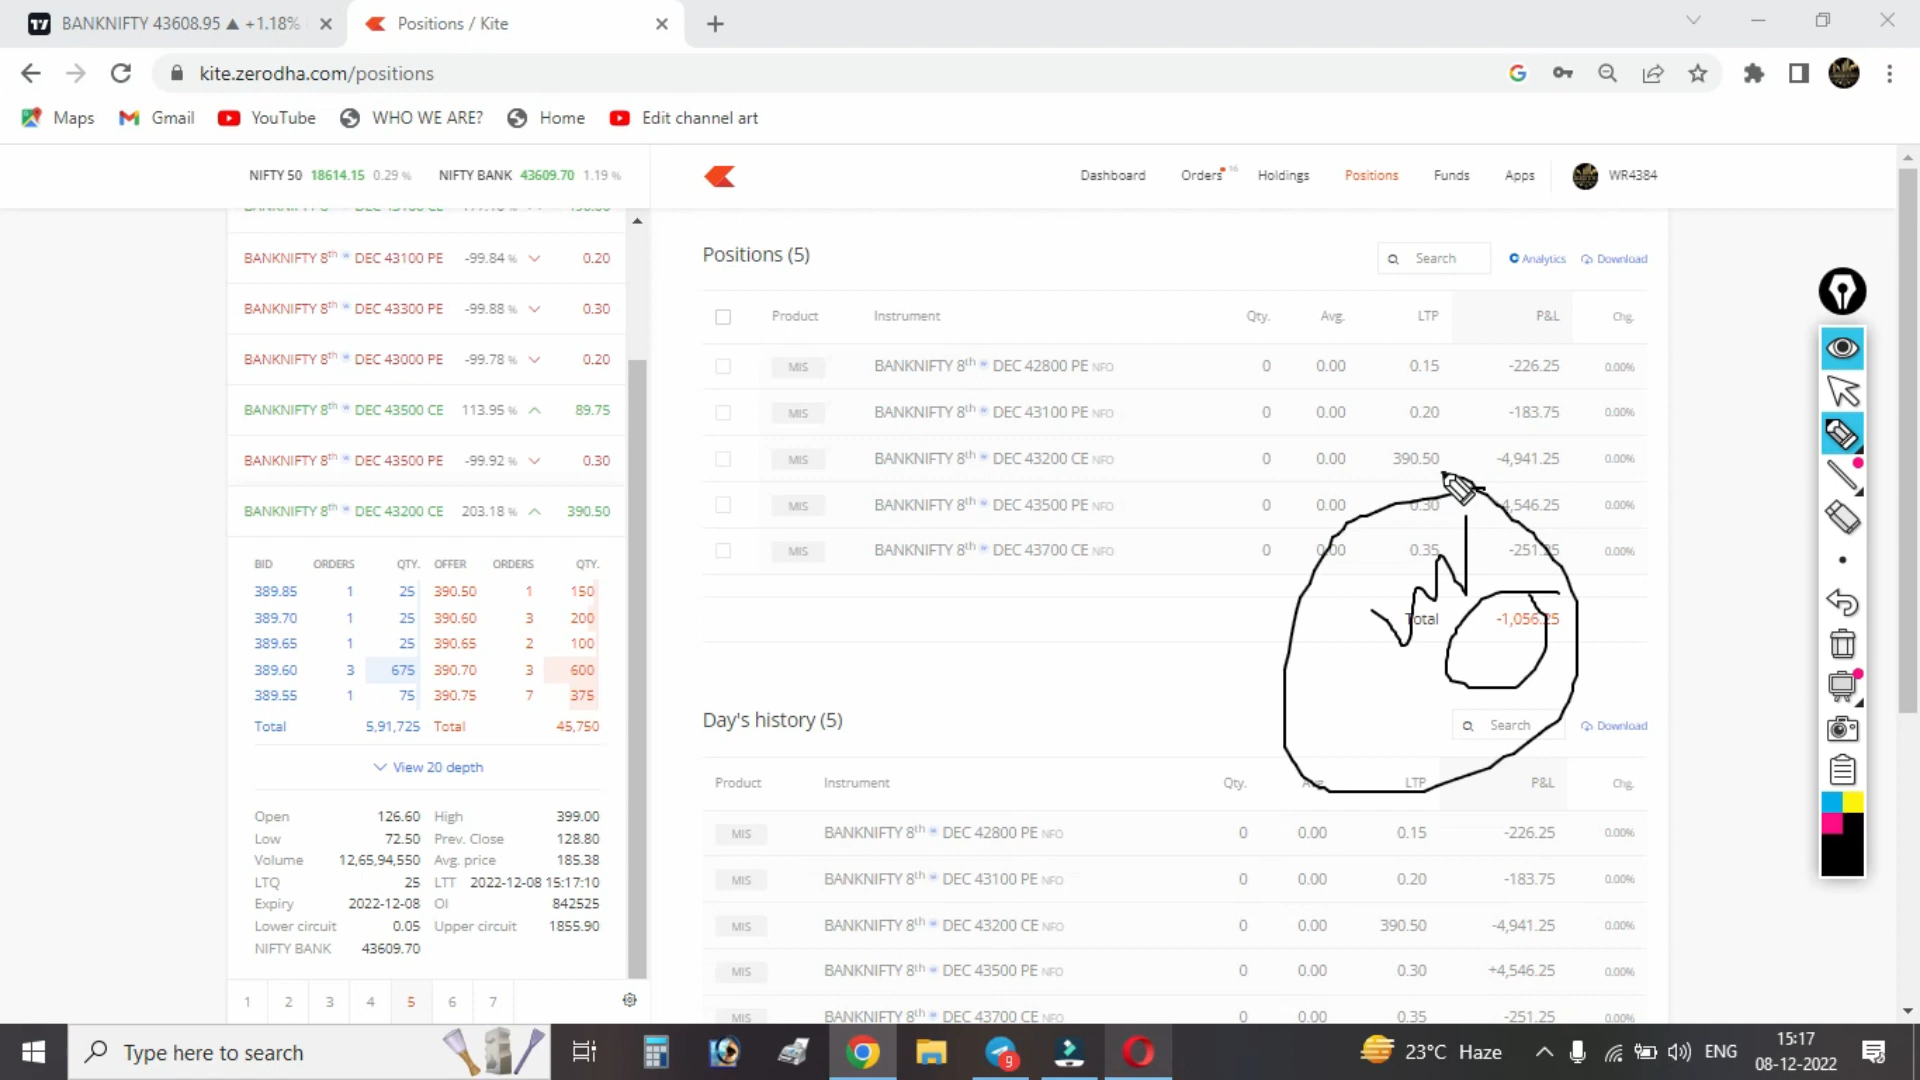 BANKNIFTY 43608.95 ▲ +1.18%
Positions / Kite
kite.zerodha.com/positions
Maps Gmail YouTube WHO WE ARE? Home Edit channel art
NIFTY 50 18614.15 0.29 % NIFTY BANK 43609.70 1.19 %
Dashboard Orders 16 Holdings Positions Funds Apps WR4384
BANKNIFTY 8th w DEC 43100 PE -99.84 % 0.20
BANKNIFTY 8th w DEC 43300 PE -99.88 % 0.30
BANKNIFTY 8th w DEC 43000 PE -99.78 % 0.20
BANKNIFTY 8th w DEC 43500 CE 113.95 % 89.75
BANKNIFTY 8th w DEC 43500 PE -99.92 % 0.30
BANKNIFTY 8th w DEC 43200 CE 203.18 % 390.50
BID ORDERS QTY. OFFER ORDERS QTY.
389.85 1 25 390.50 1 150
389.70 1 25 390.60 3 200
389.65 1 25 390.65 2 100
389.60 3 675 390.70 3 600
389.55 1 75 390.75 7 375
Total 5,91,725 Total 45,750
View 20 depth
Open 126.60 High 399.00
Low 72.50 Prev. Close 128.80
Volume 12,65,94,550 Avg. price 185.38
LTQ 25 LTT 2022-12-08 15:17:10
Expiry 2022-12-08 OI 842525
Lower circuit 0.05 Upper circuit 1855.90
NIFTY BANK 43609.70
1 2 3 4 5 6 7
Positions (5)
Search Analytics Download
Product Instrument Qty. Avg. LTP P&L Chg.
MIS BANKNIFTY 8th w DEC 42800 PE NFO 0 0.00 0.15 -226.25 0.00%
MIS BANKNIFTY 8th w DEC 43100 PE NFO 0 0.00 0.20 -183.75 0.00%
MIS BANKNIFTY 8th w DEC 43200 CE NFO 0 0.00 390.50 -4,941.25 0.00%
MIS BANKNIFTY 8th w DEC 43500 PE NFO 0 0.00 0.30 4,546.25 0.00%
MIS BANKNIFTY 8th w DEC 43700 CE NFO 0 0.00 0.35 -251.25 0.00%
Total -1,056.25
Day's history (5)
Search Download
Product Instrument Qty. Avg. LTP P&L Chg.
MIS BANKNIFTY 8th w DEC 42800 PE NFO 0 0.00 0.15 -226.25 0.00%
MIS BANKNIFTY 8th w DEC 43100 PE NFO 0 0.00 0.20 -183.75 0.00%
MIS BANKNIFTY 8th w DEC 43200 CE NFO 0 0.00 390.50 -4,941.25 0.00%
MIS BANKNIFTY 8th w DEC 43500 PE NFO 0 0.00 0.30 +4,546.25 0.00%
MIS BANKNIFTY 8th w DEC 43700 CE NFO 0 0.00 0.35 -251.25 0.00%
Type here to search
9
23°C Haze
ENG
15:17
08-12-2022